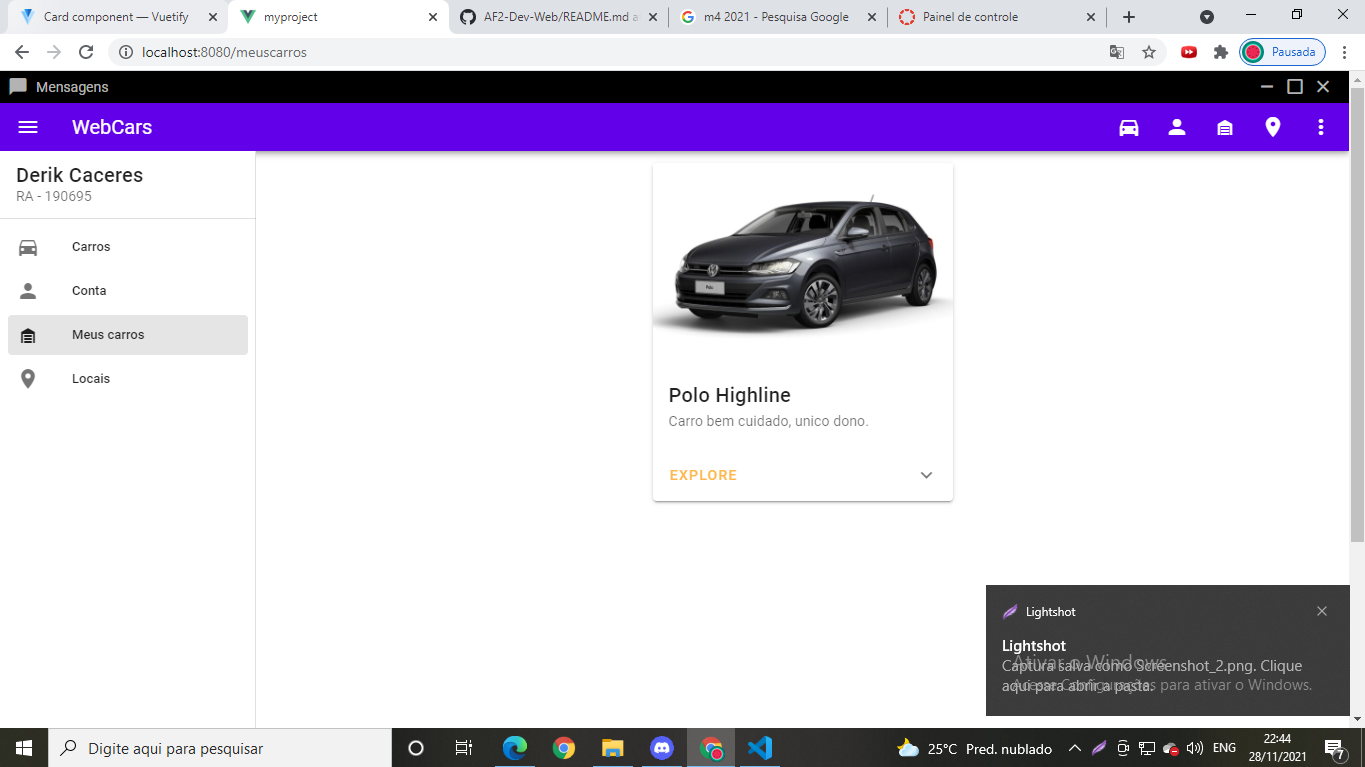 Card component — Vuetify
myproject
AF2-Dev-Web/README.md a
m4 2021 - Pesquisa Google
Painel de controle
localhost:8080/meuscarros
Pausada
Mensagens
WebCars
Derik Caceres
RA - 190695
Carros
Conta
Meus carros
Locais
Polo
Polo Highline
Carro bem cuidado, unico dono.
EXPLORE
Lightshot
Lightshot
Captura salva como Screenshot_2.png. Clique
aqui para abrir a pasta.
Ativar o Windows
Acesse Configurações para ativar o Windows.
Digite aqui para pesquisar
25°C Pred. nublado
ENG
22:44
28/11/2021
7